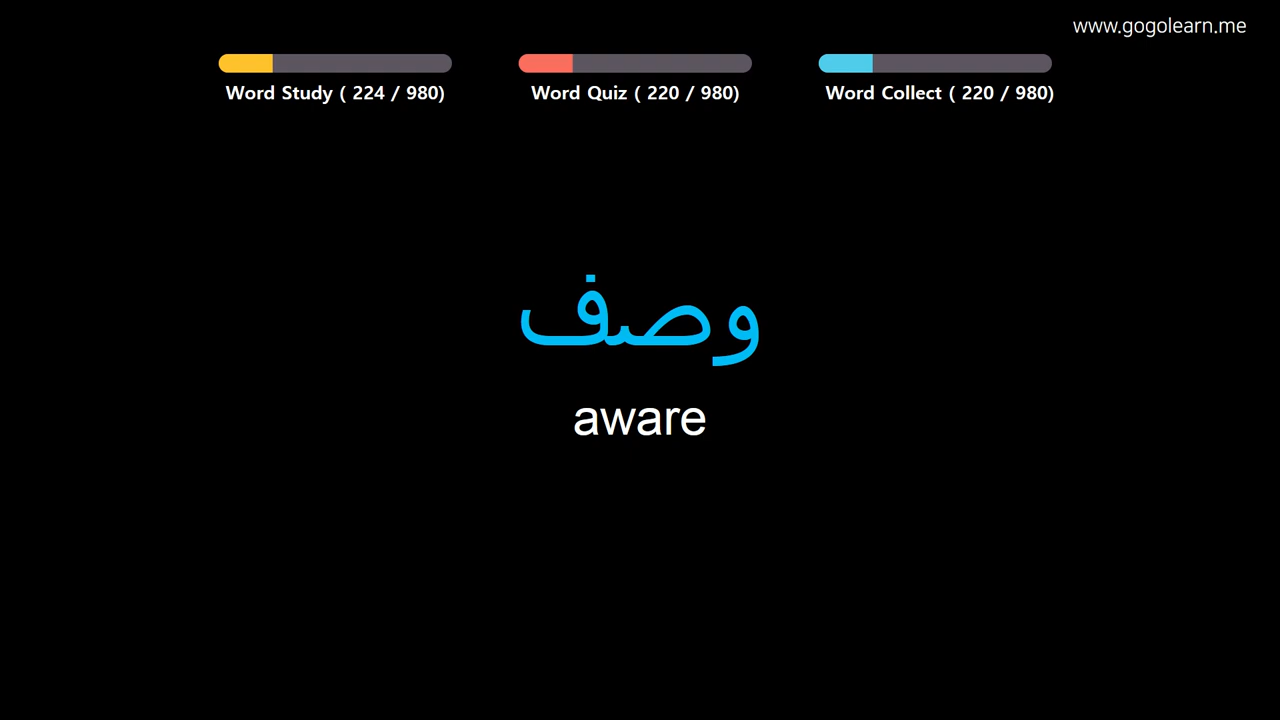 www.gogolearn.me
Word Study ( 224 / 980)
Word Quiz ( 220 / 980)
Word Collect ( 220 / 980)
وصف
aware